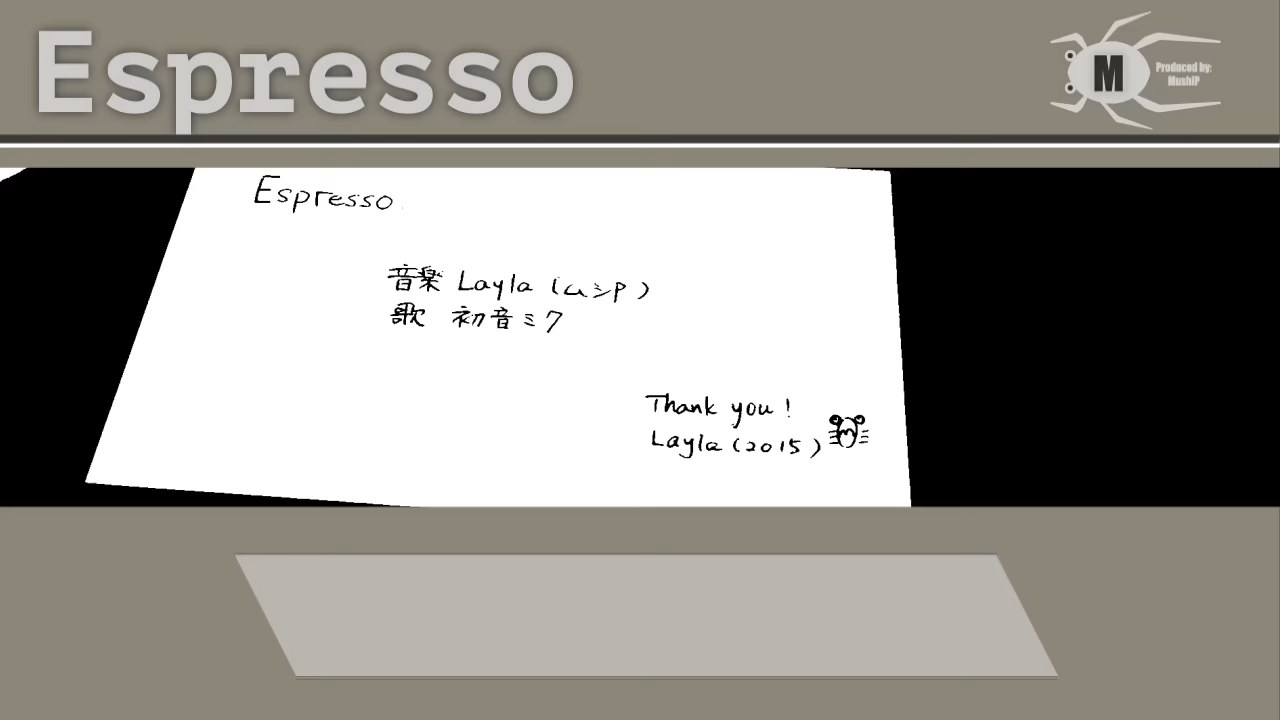 Espresso
M
Produced by:
MushiP
Espresso
音楽 Layla (ムシP)
歌 初音ミク
Thank you!
Layla (2015)